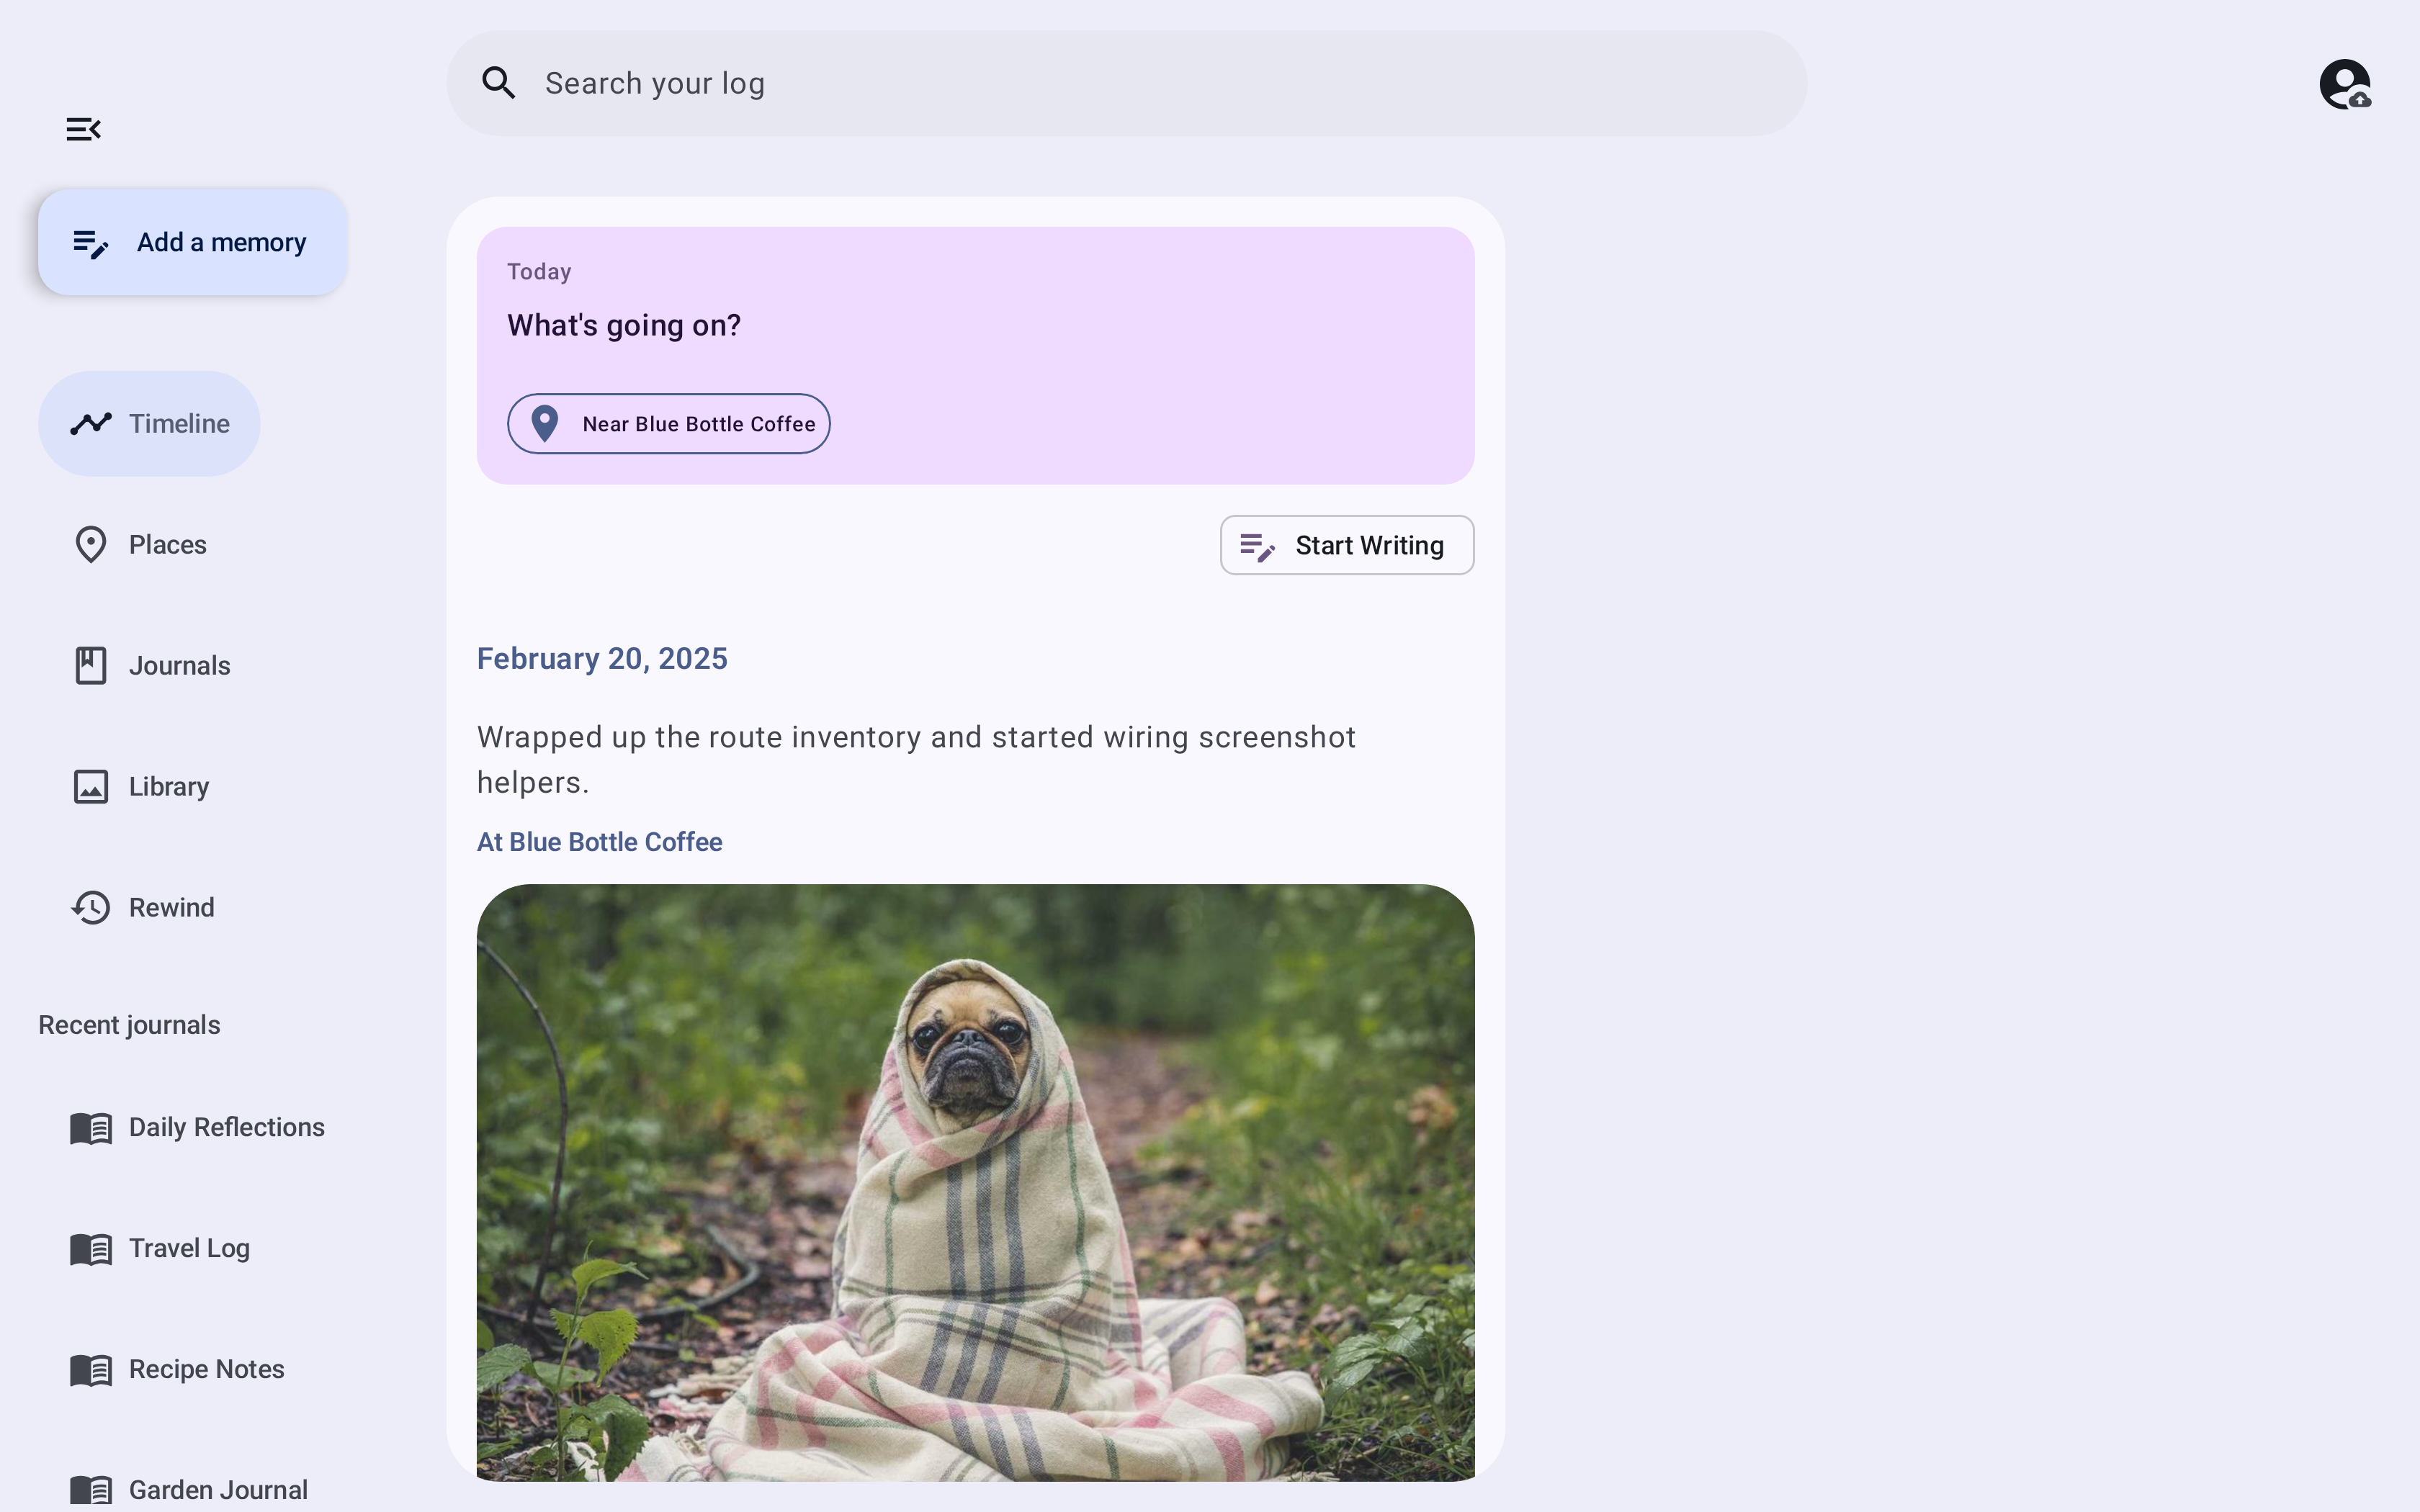 Search your log
Add a memory
Timeline
Places
Journals
Library
Rewind
Recent journals
Daily Reflections
Travel Log
Recipe Notes
Garden Journal
Today
What's going on?
Near Blue Bottle Coffee
Start Writing
February 20, 2025
Wrapped up the route inventory and started wiring screenshot
helpers.
At Blue Bottle Coffee